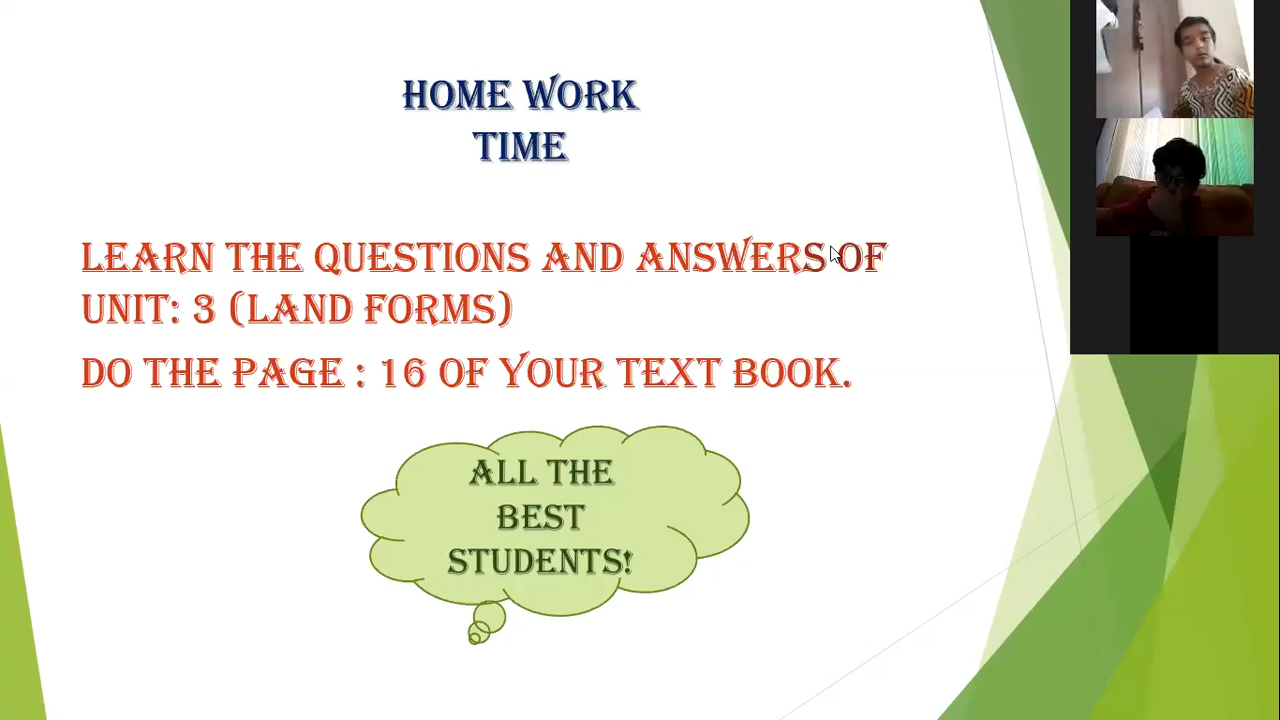 HOME WORK
TIME
LEARN THE QUESTIONS AND ANSWERS OF
UNIT: 3 (LAND FORMS)
DO THE PAGE : 16 OF YOUR TEXT BOOK.
ALL THE
BEST
STUDENTS!